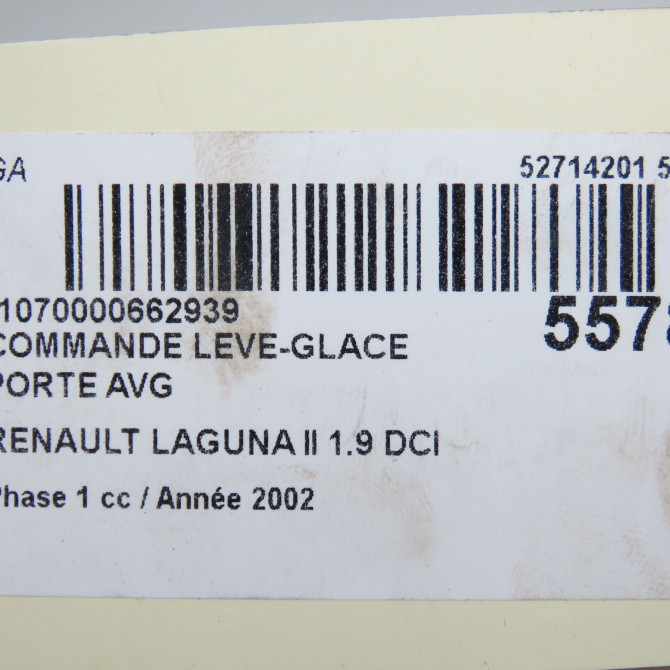 GA 52714201 5
1070000662939 5578
COMMANDE LEVE-GLACE
PORTE AVG
RENAULT LAGUNA II 1.9 DCI
Phase 1 cc / Année 2002